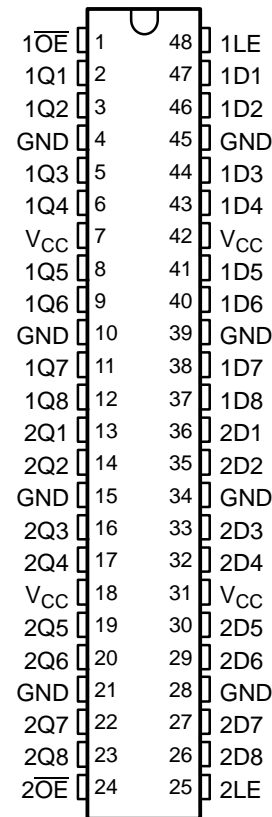 1O̅E̅ 1 48 1LE
1Q1 2 47 1D1
1Q2 3 46 1D2
GND 4 45 GND
1Q3 5 44 1D3
1Q4 6 43 1D4
VCC 7 42 VCC
1Q5 8 41 1D5
1Q6 9 40 1D6
GND 10 39 GND
1Q7 11 38 1D7
1Q8 12 37 1D8
2Q1 13 36 2D1
2Q2 14 35 2D2
GND 15 34 GND
2Q3 16 33 2D3
2Q4 17 32 2D4
VCC 18 31 VCC
2Q5 19 30 2D5
2Q6 20 29 2D6
GND 21 28 GND
2Q7 22 27 2D7
2Q8 23 26 2D8
2O̅E̅ 24 25 2LE